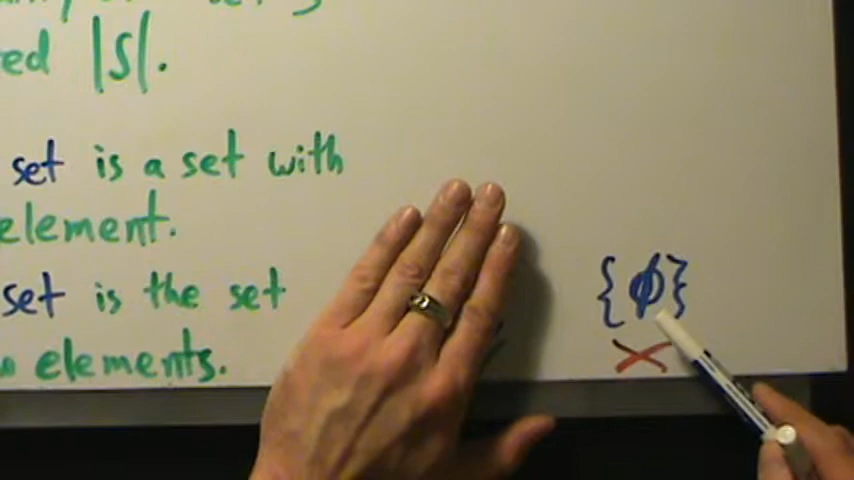 ed |S|.
set is a set with
element.
set is the set
elements.
{ϕ}